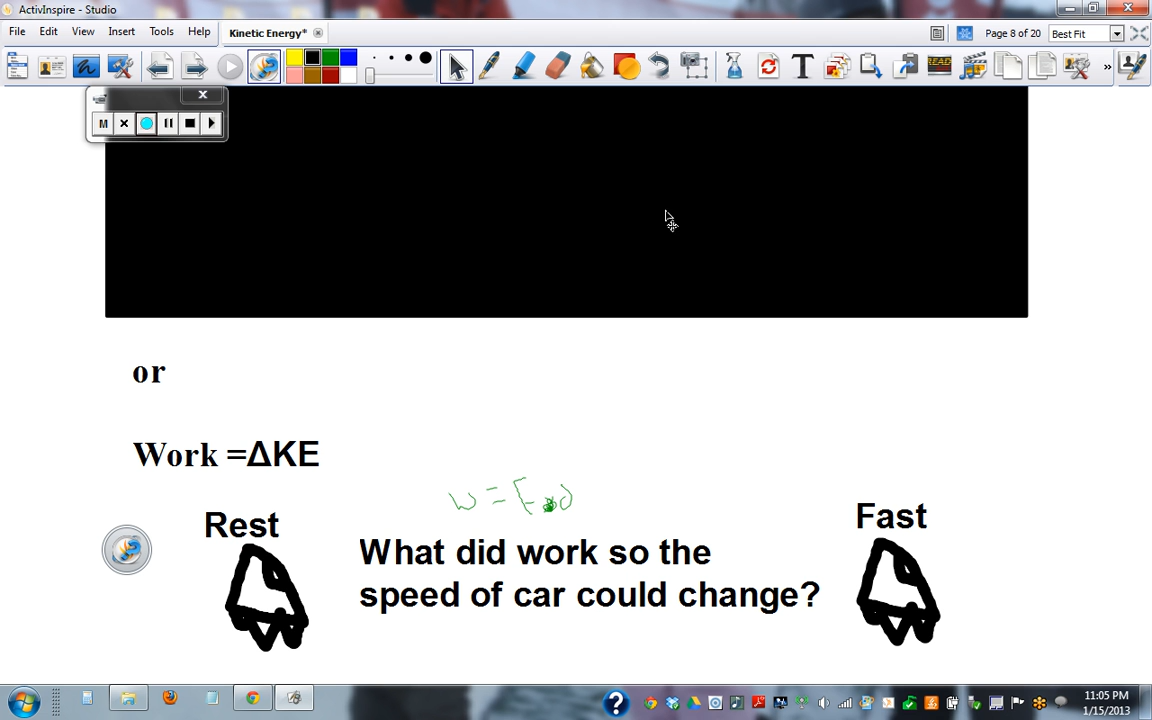 ActivInspire - Studio
File Edit View Insert Tools Help Kinetic Energy* Page 8 of 20 Best Fit
M
or
Work =ΔKE
Rest
Fast
What did work so the
speed of car could change?
11:05 PM
1/15/2013